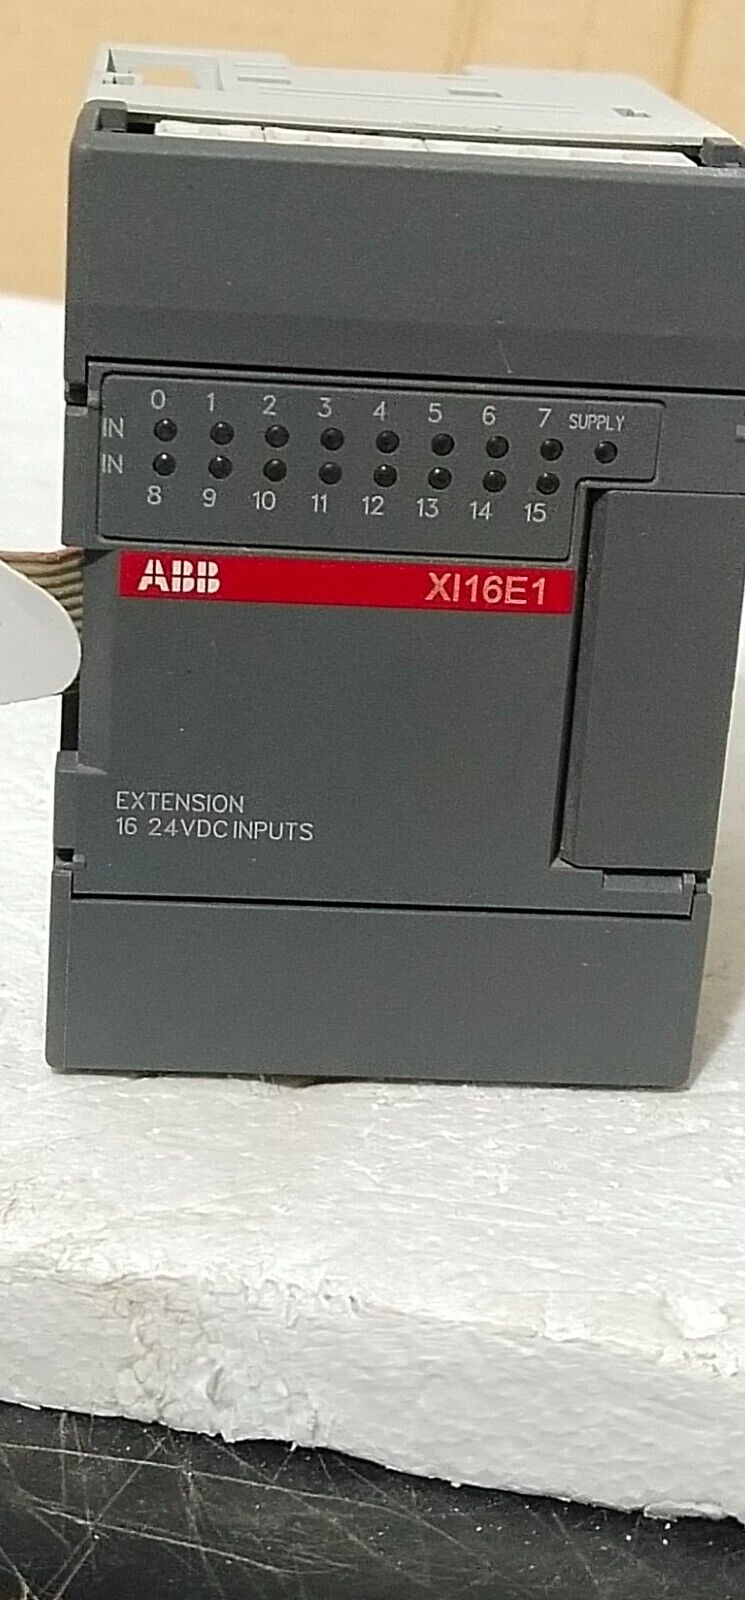 0 1 2 3 4 5 6 7 SUPPLY
IN
IN
8 9 10 11 12 13 14 15
ABB XI16E1
EXTENSION
16 24VDC INPUTS